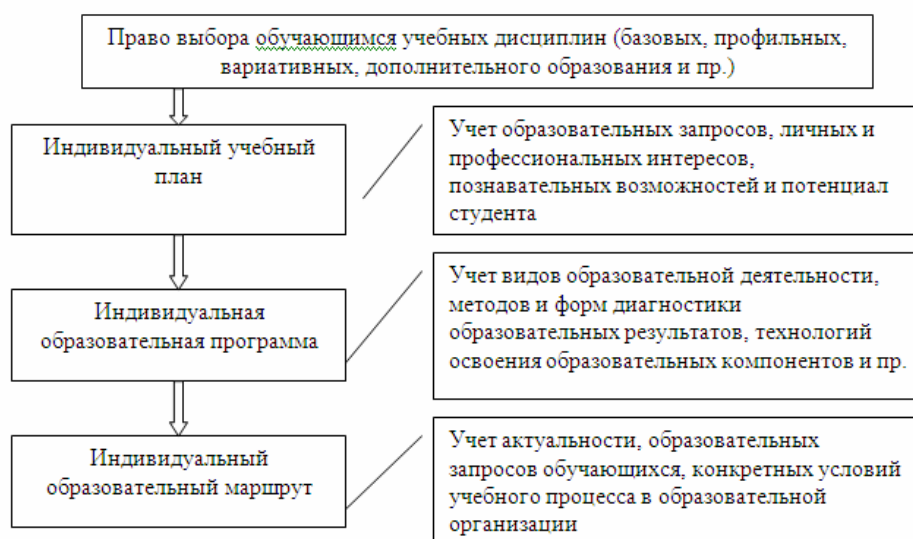 Право выбора обучающимся учебных дисциплин (базовых, профильных,
вариативных, дополнительного образования и пр.)
Индивидуальный учебный
план
Учет образовательных запросов, личных и
профессиональных интересов,
познавательных возможностей и потенциал
студента
Индивидуальная
образовательная программа
Учет видов образовательной деятельности,
методов и форм диагностики
образовательных результатов, технологий
освоения образовательных компонентов и пр.
Индивидуальный
образовательный маршрут
Учет актуальности, образовательных
запросов обучающихся, конкретных условий
учебного процесса в образовательной
организации